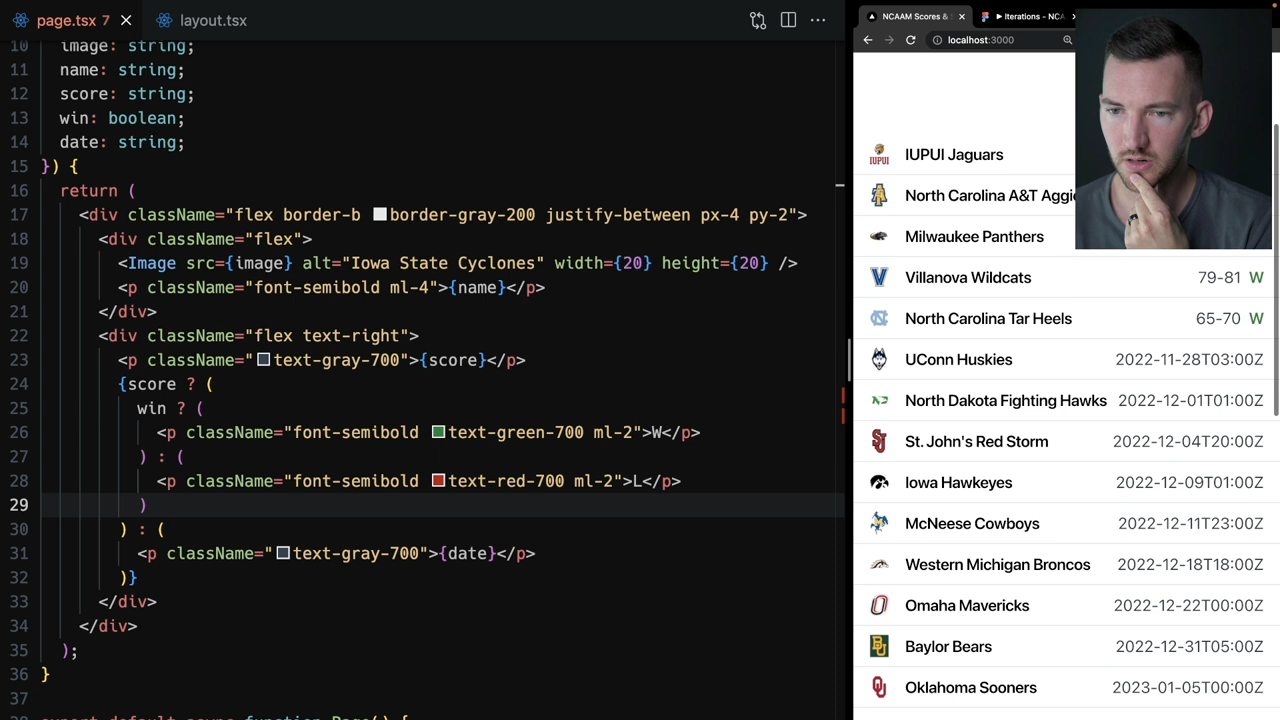 page.tsx 7
layout.tsx
10 image: string;
11 name: string;
12 score: string;
13 win: boolean;
14 date: string;
15 }) {
16 return (
17 <div className="flex border-b border-gray-200 justify-between px-4 py-2">
18 <div className="flex">
19 <Image src={image} alt="Iowa State Cyclones" width={20} height={20} />
20 <p className="font-semibold ml-4">{name}</p>
21 </div>
22 <div className="flex text-right">
23 <p className="text-gray-700">{score}</p>
24 {score ? (
25 win ? (
26 <p className="font-semibold text-green-700 ml-2">W</p>
27 ) : (
28 <p className="font-semibold text-red-700 ml-2">L</p>
29 )
30 ) : (
31 <p className="text-gray-700">{date}</p>
32 )}
33 </div>
34 </div>
35 );
36 }
37
export default async function Page() {
NCAAM Scores &
Iterations - NCA
localhost:3000
IUPUI IUPUI Jaguars
North Carolina A&T Aggie
Milwaukee Panthers
Villanova Wildcats 79-81 W
North Carolina Tar Heels 65-70 W
UConn Huskies 2022-11-28T03:00Z
North Dakota Fighting Hawks 2022-12-01T01:00Z
St. John's Red Storm 2022-12-04T20:00Z
Iowa Hawkeyes 2022-12-09T01:00Z
McNeese Cowboys 2022-12-11T23:00Z
Western Michigan Broncos 2022-12-18T18:00Z
Omaha Mavericks 2022-12-22T00:00Z
Baylor Bears 2022-12-31T05:00Z
Oklahoma Sooners 2023-01-05T00:00Z